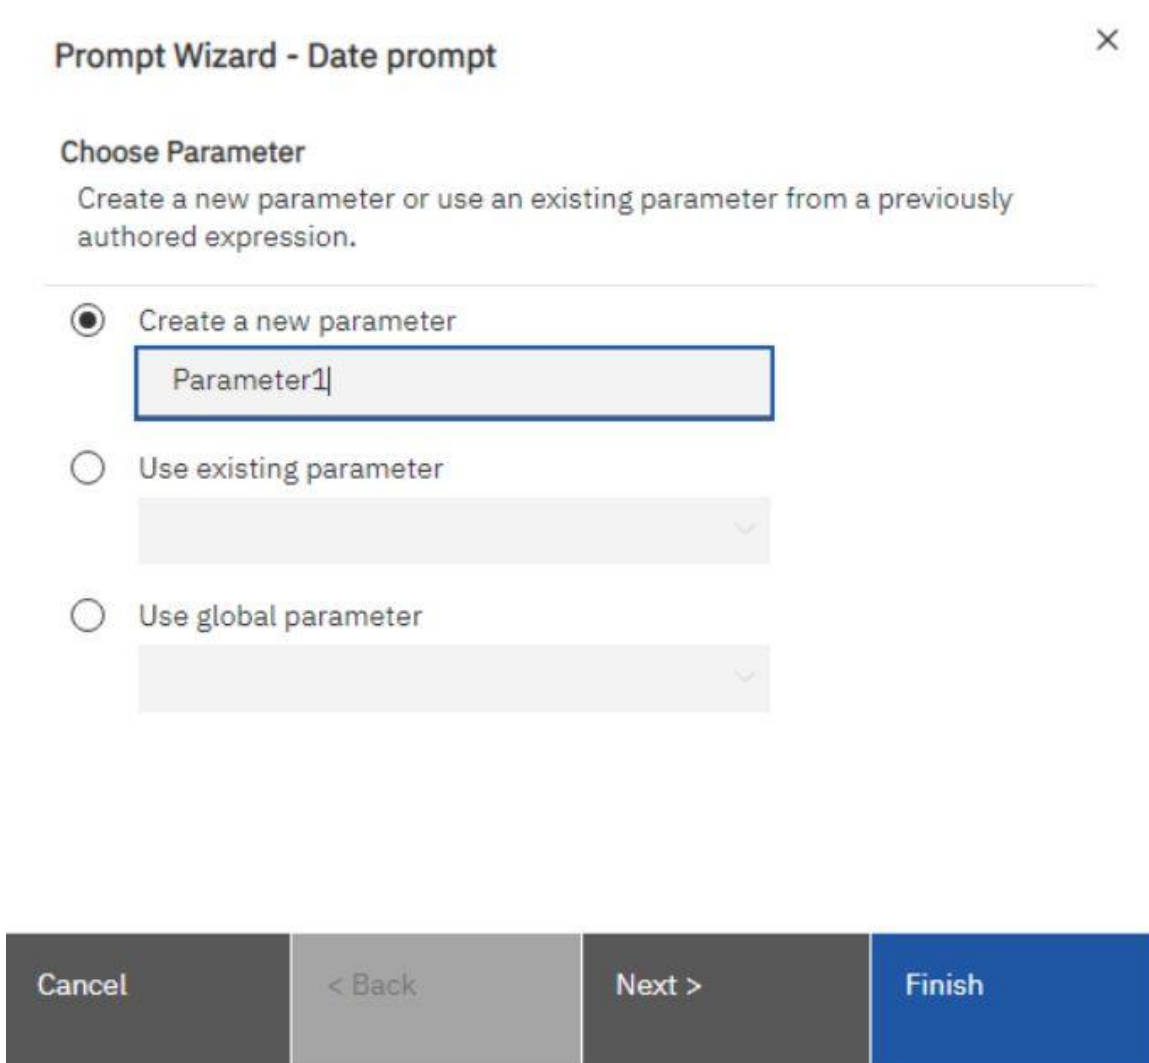 Prompt Wizard - Date prompt
Choose Parameter
Create a new parameter or use an existing parameter from a previously
authored expression.
Create a new parameter
Parameter1
Use existing parameter
Use global parameter
Cancel
< Back
Next >
Finish